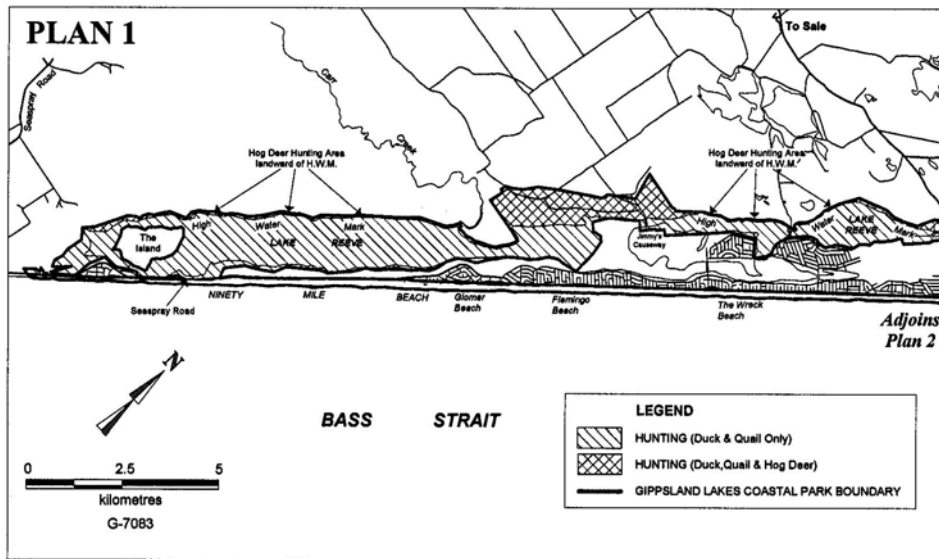 PLAN 1
To Sale
Seaspray Road
Carr
Creek
Hog Deer Hunting Area
landward of H.W.M.
Hog Deer Hunting Area
landward of H.W.M.
The
Island
High
Water
Mark
LAKE
REEVE
Jimmy's
Causeway
High
Water
Mark
LAKE
REEVE
Seaspray Road
NINETY
MILE
BEACH
Glomar
Beach
Flamingo
Beach
The Wreck
Beach
Adjoins
Plan 2
N
BASS STRAIT
0 2.5 5
kilometres
G-7083
LEGEND
HUNTING (Duck & Quail Only)
HUNTING (Duck,Quail & Hog Deer)
GIPPSLAND LAKES COASTAL PARK BOUNDARY